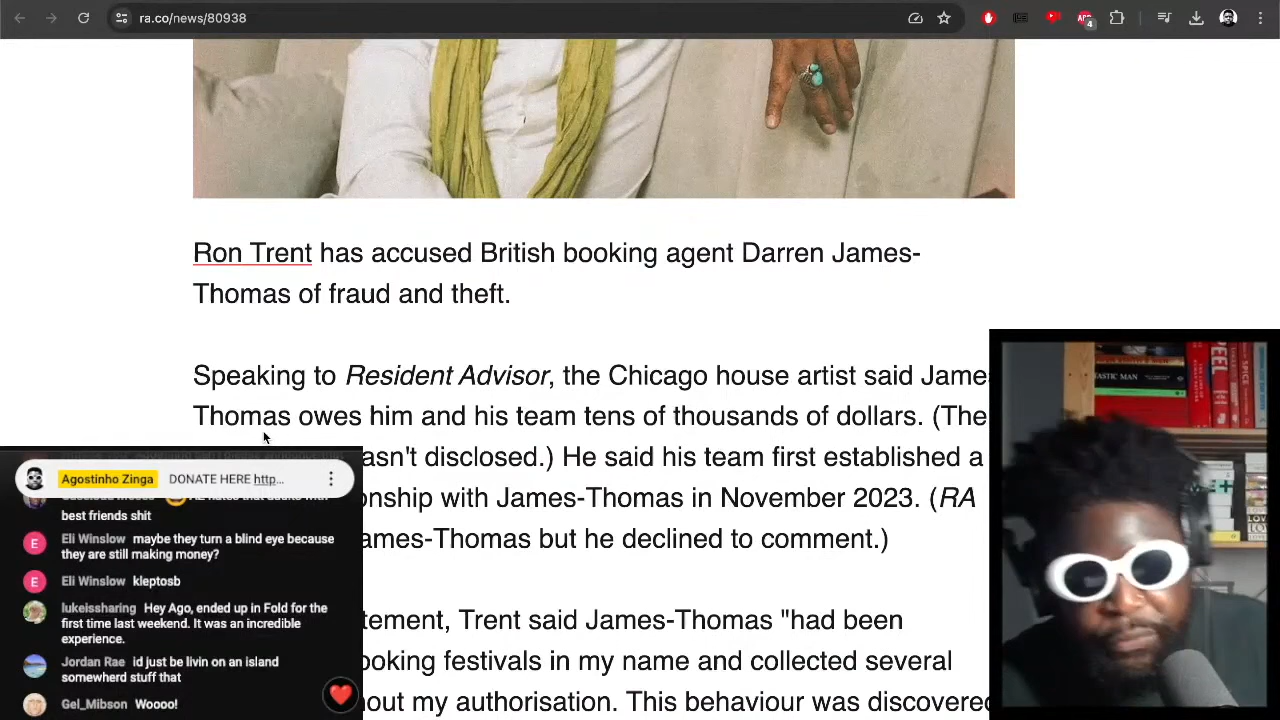 ra.co/news/80938
4
Ron Trent has accused British booking agent Darren James-
Thomas of fraud and theft.
Speaking to Resident Advisor, the Chicago house artist said Jame
Thomas owes him and his team tens of thousands of dollars. (The
asn't disclosed.) He said his team first established a
onship with James-Thomas in November 2023. (RA
ames-Thomas but he declined to comment.)
tement, Trent said James-Thomas "had been
ooking festivals in my name and collected several
out my authorisation. This behaviour was discovered
Agostinho Zinga DONATE HERE http...
best friends shit
Eli Winslow maybe they turn a blind eye because
they are still making money?
E
Eli Winslow kleptosb
E
lukeissharing Hey Ago, ended up in Fold for the
first time last weekend. It was an incredible
experience.
Jordan Rae id just be livin on an island
somewherd stuff that
Gel_Mibson Woooo!
TASTIC MAN
SPICE